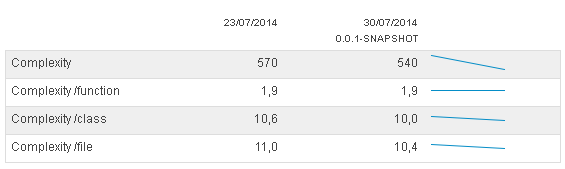 23/07/2014 30/07/2014
0.0.1-SNAPSHOT
Complexity 570 540
Complexity /function 1,9 1,9
Complexity /class 10,6 10,0
Complexity /file 11,0 10,4